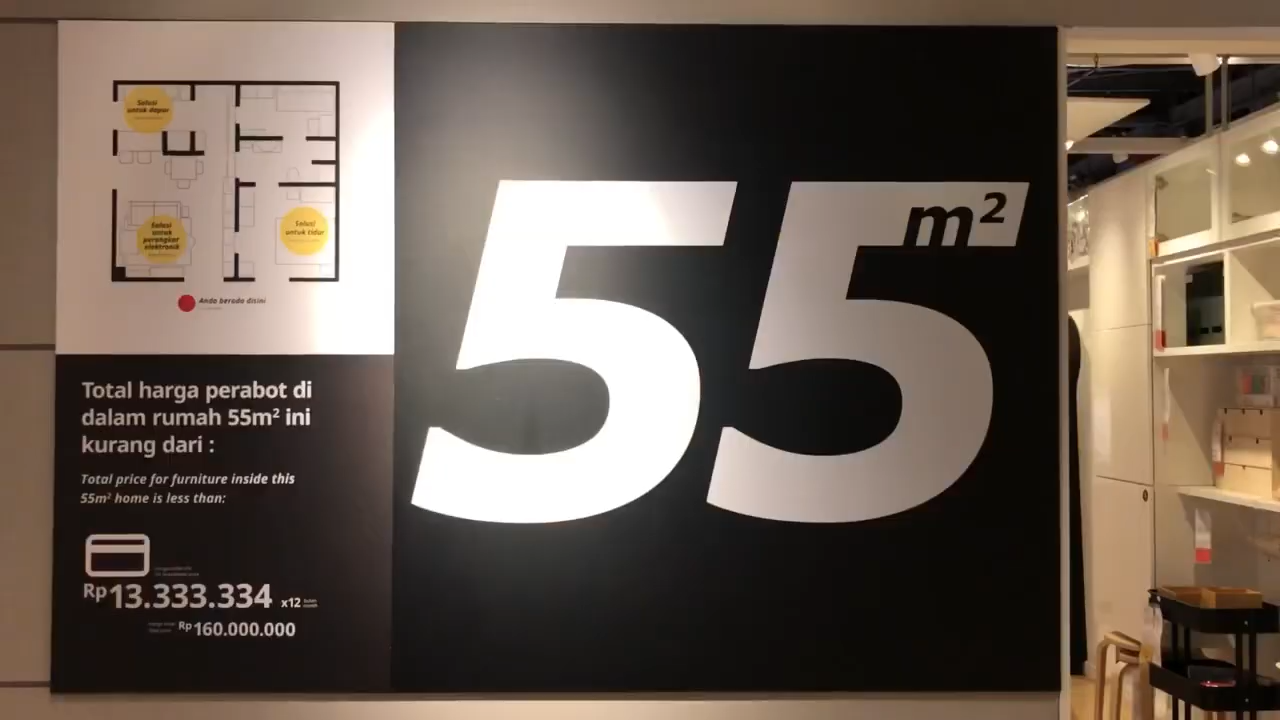 Solusi
untuk dapur
Solusi
untuk
perangkat
elektronik
Solusi
untuk tidur
Anda berada disini
Total harga perabot di
dalam rumah 55m² ini
kurang dari :
Total price for furniture inside this
55m² home is less than:
Rp13.333.334 x12
Rp160.000.000
55
m²